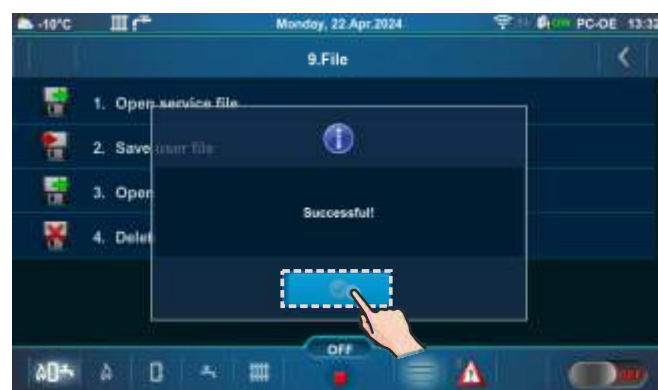 -10°C Monday, 22.Apr.2024 PC-OE 13:32
9.File
1. Open service file
2. Save user file
3. Open
4. Delet
Successful!
OFF